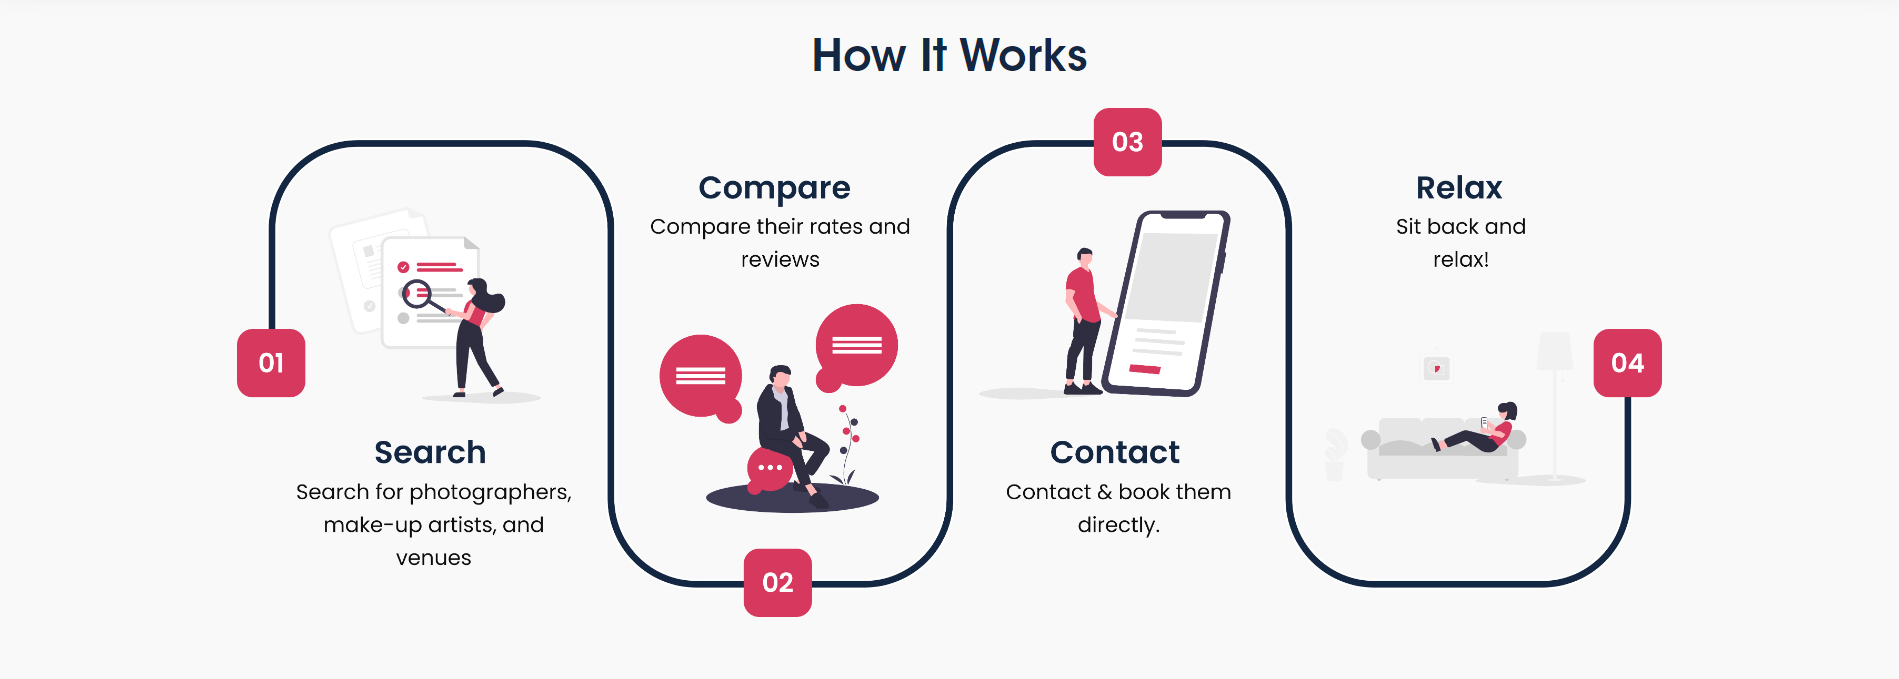 How It Works
01
Search
Search for photographers,
make-up artists, and
venues
Compare
Compare their rates and
reviews
02
03
Contact
Contact & book them
directly.
Relax
Sit back and
relax!
04